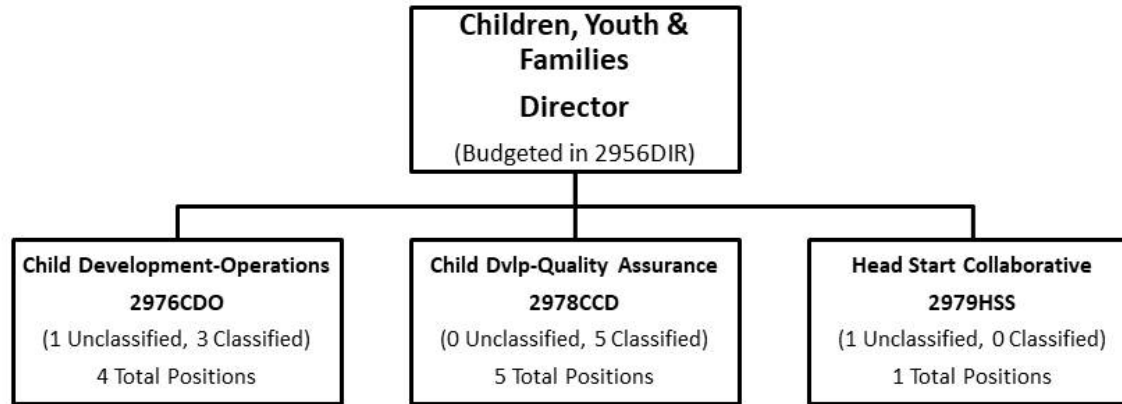 Children, Youth &
Families
Director
(Budgeted in 2956DIR)
Child Development-Operations
2976CDO
(1 Unclassified, 3 Classified)
4 Total Positions
Child Dvlp-Quality Assurance
2978CCD
(0 Unclassified, 5 Classified)
5 Total Positions
Head Start Collaborative
2979HSS
(1 Unclassified, 0 Classified)
1 Total Positions